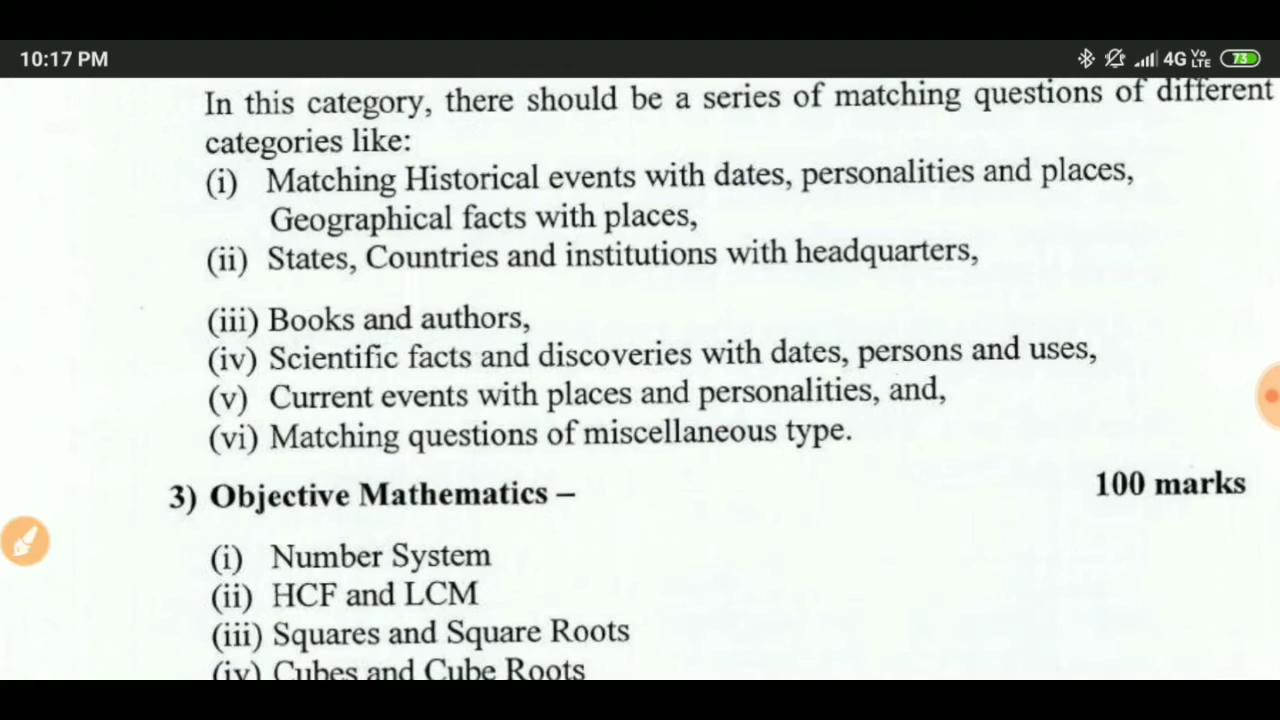 10:17 PM 4G Vo LTE 73
In this category, there should be a series of matching questions of different
categories like:
(i) Matching Historical events with dates, personalities and places,
Geographical facts with places,
(ii) States, Countries and institutions with headquarters,
(iii) Books and authors,
(iv) Scientific facts and discoveries with dates, persons and uses,
(v) Current events with places and personalities, and,
(vi) Matching questions of miscellaneous type.
3) Objective Mathematics – 100 marks
(i) Number System
(ii) HCF and LCM
(iii) Squares and Square Roots
(iv) Cubes and Cube Roots